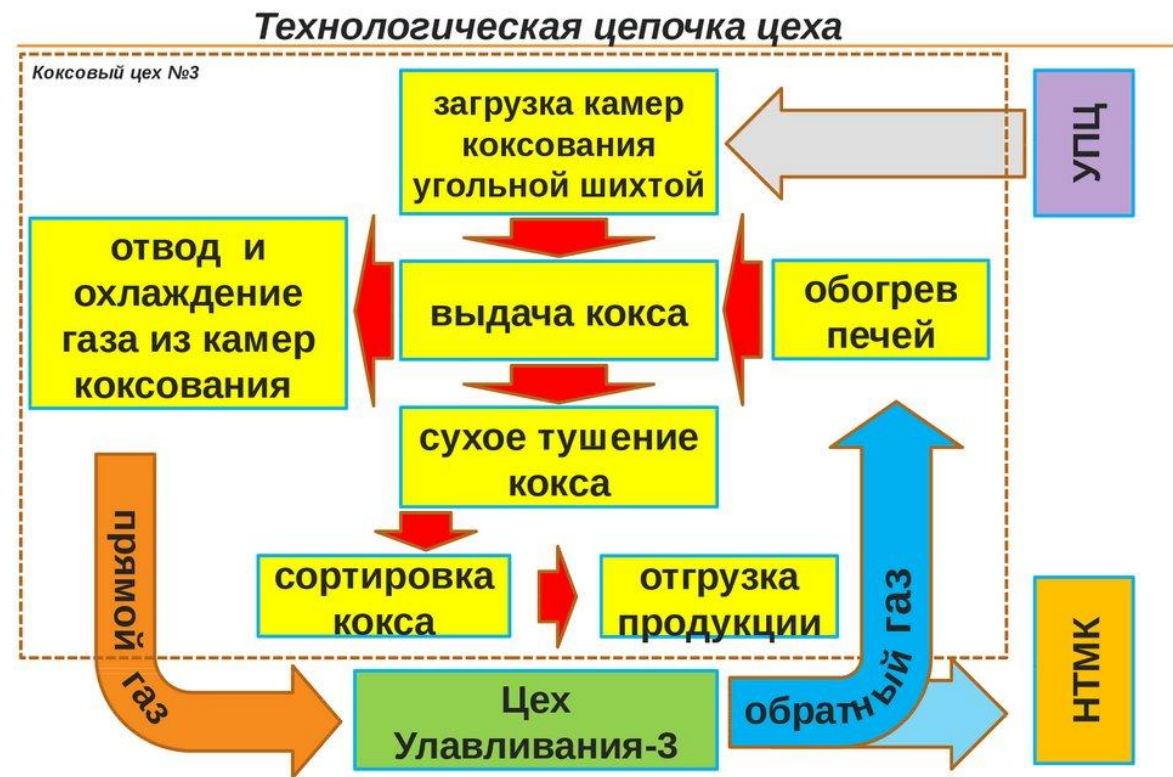 Технологическая цепочка цеха
Коксовый цех №3
загрузка камер
коксования
угольной шихтой
УПЦ
отвод и
охлаждение
газа из камер
коксования
выдача кокса
обогрев
печей
сухое тушение
кокса
сортировка
кокса
отгрузка
продукции
прямой газ
Цех
Улавливания-3
обратный газ
НТМК